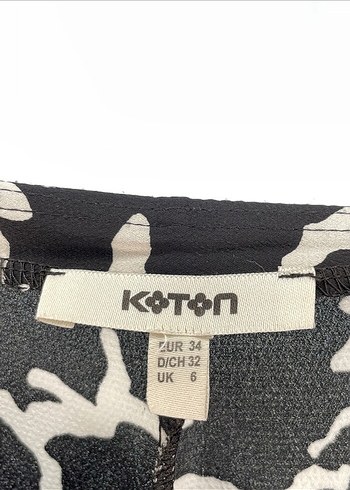 KOTON
EUR 34
D/CH 32
UK 6